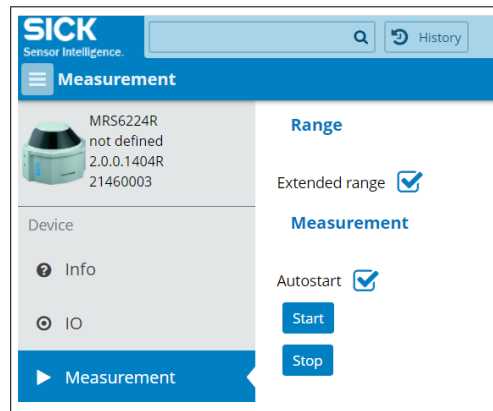 SICK
Sensor Intelligence.
History
Measurement
MRS6224R
not defined
2.0.0.1404R
21460003
Device
Info
IO
Measurement
Range
Extended range
Measurement
Autostart
Start
Stop